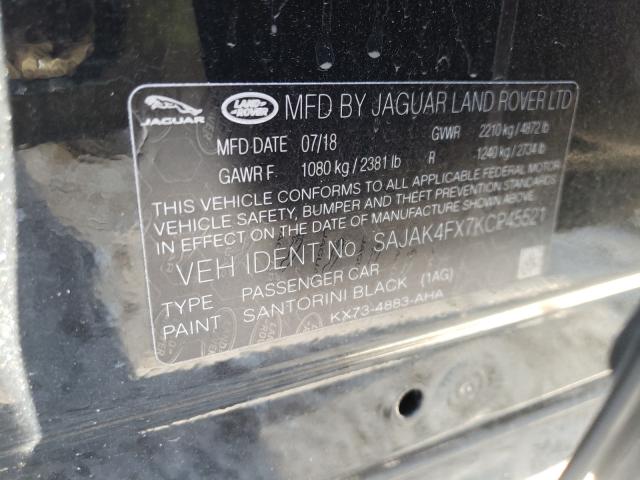 JAGUAR LAND ROVER MFD BY JAGUAR LAND ROVER LTD
MFD DATE 07/18 GVWR 2210 kg / 4872 lb
GAWR F 1080 kg / 2381 lb R 1240 kg / 2734 lb
THIS VEHICLE CONFORMS TO ALL APPLICABLE FEDERAL MOTOR
VEHICLE SAFETY, BUMPER AND THEFT PREVENTION STANDARDS
IN EFFECT ON THE DATE OF MANUFACTURE SHOWN ABOVE.
VEH IDENT No SAJAK4FX7KCP45521
TYPE PASSENGER CAR
PAINT SANTORINI BLACK (1AG)
KX73-4883-AHA